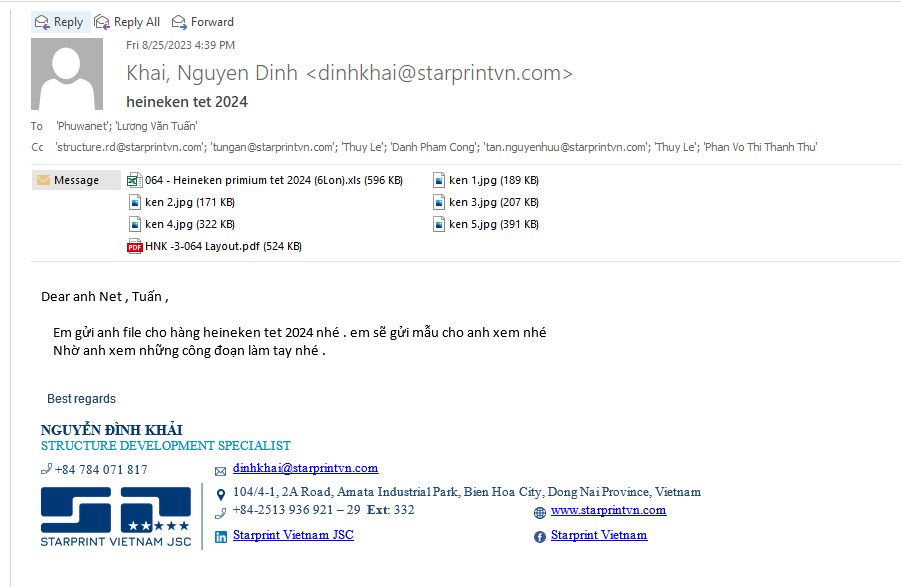 Reply Reply All Forward
Fri 8/25/2023 4:39 PM
Khai, Nguyen Dinh <dinhkhai@starprintvn.com>
heineken tet 2024
To 'Phuwanet'; 'Lương Văn Tuấn'
Cc 'structure.rd@starprintvn.com'; 'tungan@starprintvn.com'; 'Thuy Le'; 'Danh Pham Cong'; 'tan.nguyenhuu@starprintvn.com'; 'Thuy Le'; 'Phan Vo Thi Thanh Thu'
Message 064 - Heineken primium tet 2024 (6Lon).xls (596 KB) ken 1.jpg (189 KB)
ken 2.jpg (171 KB) ken 3.jpg (207 KB)
ken 4.jpg (322 KB) ken 5.jpg (391 KB)
PDF HNK -3-064 Layout.pdf (524 KB)
Dear anh Net , Tuấn ,
Em gửi anh file cho hàng heineken tet 2024 nhé . em sẽ gửi mẫu cho anh xem nhé
Nhờ anh xem những công đoạn làm tay nhé .
Best regards
NGUYỄN ĐÌNH KHẢI
STRUCTURE DEVELOPMENT SPECIALIST
+84 784 071 817 dinhkhai@starprintvn.com
104/4-1, 2A Road, Amata Industrial Park, Bien Hoa City, Dong Nai Province, Vietnam
+84-2513 936 921 – 29 Ext: 332 www.starprintvn.com
STARPRINT VIETNAM JSC Starprint Vietnam JSC Starprint Vietnam